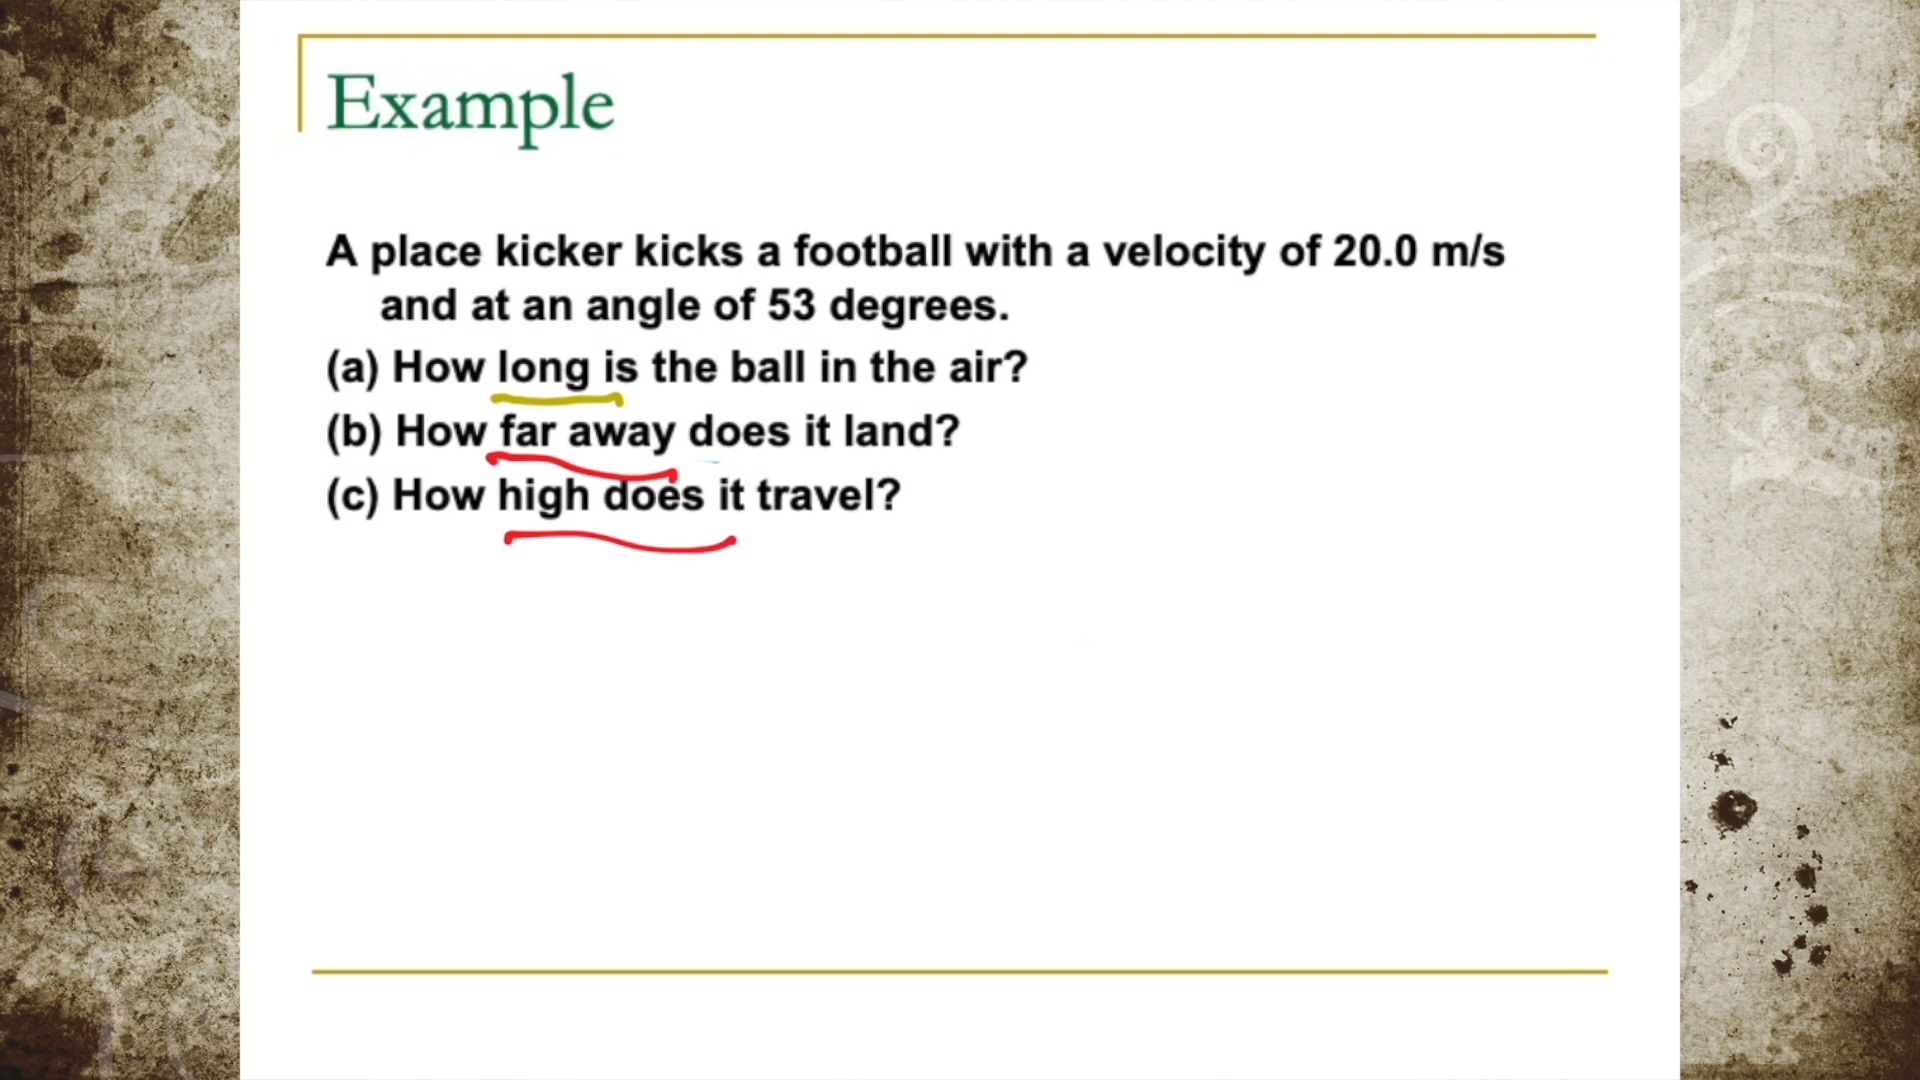 Example
A place kicker kicks a football with a velocity of 20.0 m/s
and at an angle of 53 degrees.
(a) How long is the ball in the air?
(b) How far away does it land?
(c) How high does it travel?